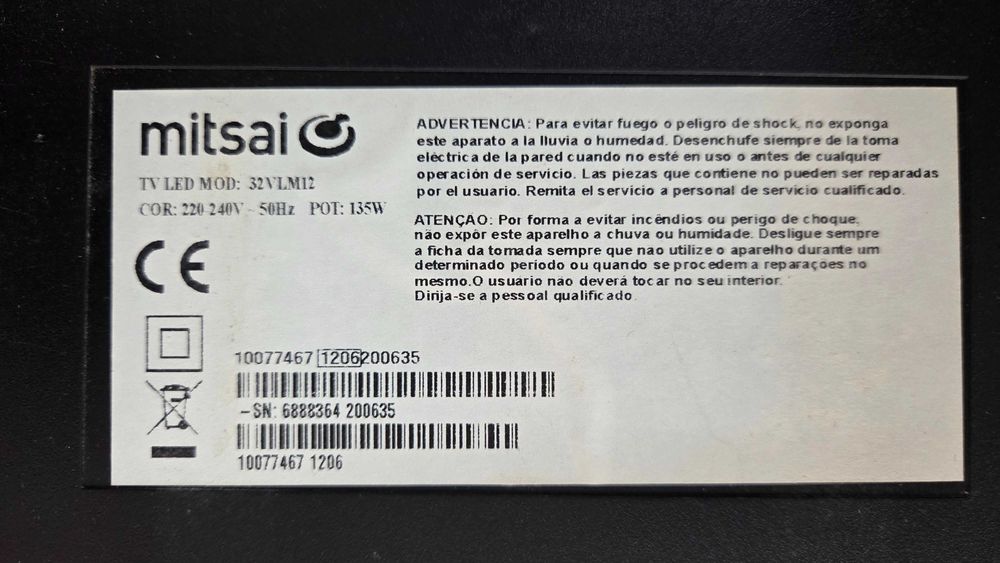 mitsai
TV LED MOD: 32VLM12
COR: 220-240V ~ 50Hz POT: 135W
CE
ADVERTENCIA: Para evitar fuego o peligro de shock, no exponga
este aparato a la lluvia o humedad. Desenchufe siempre de la toma
eléctrica de la pared cuando no esté en uso o antes de cualquier
operación de servicio. Las piezas que contiene no pueden ser reparadas
por el usuario. Remita el servicio a personal de servicio cualificado.
ATENÇAO: Por forma a evitar incêndios ou perigo de choque,
não expôr este aparelho a chuva ou humidade. Desligue sempre
a ficha da tomada sempre que nao utilize o aparelho durante um
determinado período ou quando se procedem a reparações no
mesmo.O usuario não deverá tocar no seu interior.
Dirija-se a pessoal qualificado.
10077467 1206200635
-SN: 6888364 200635
10077467 1206